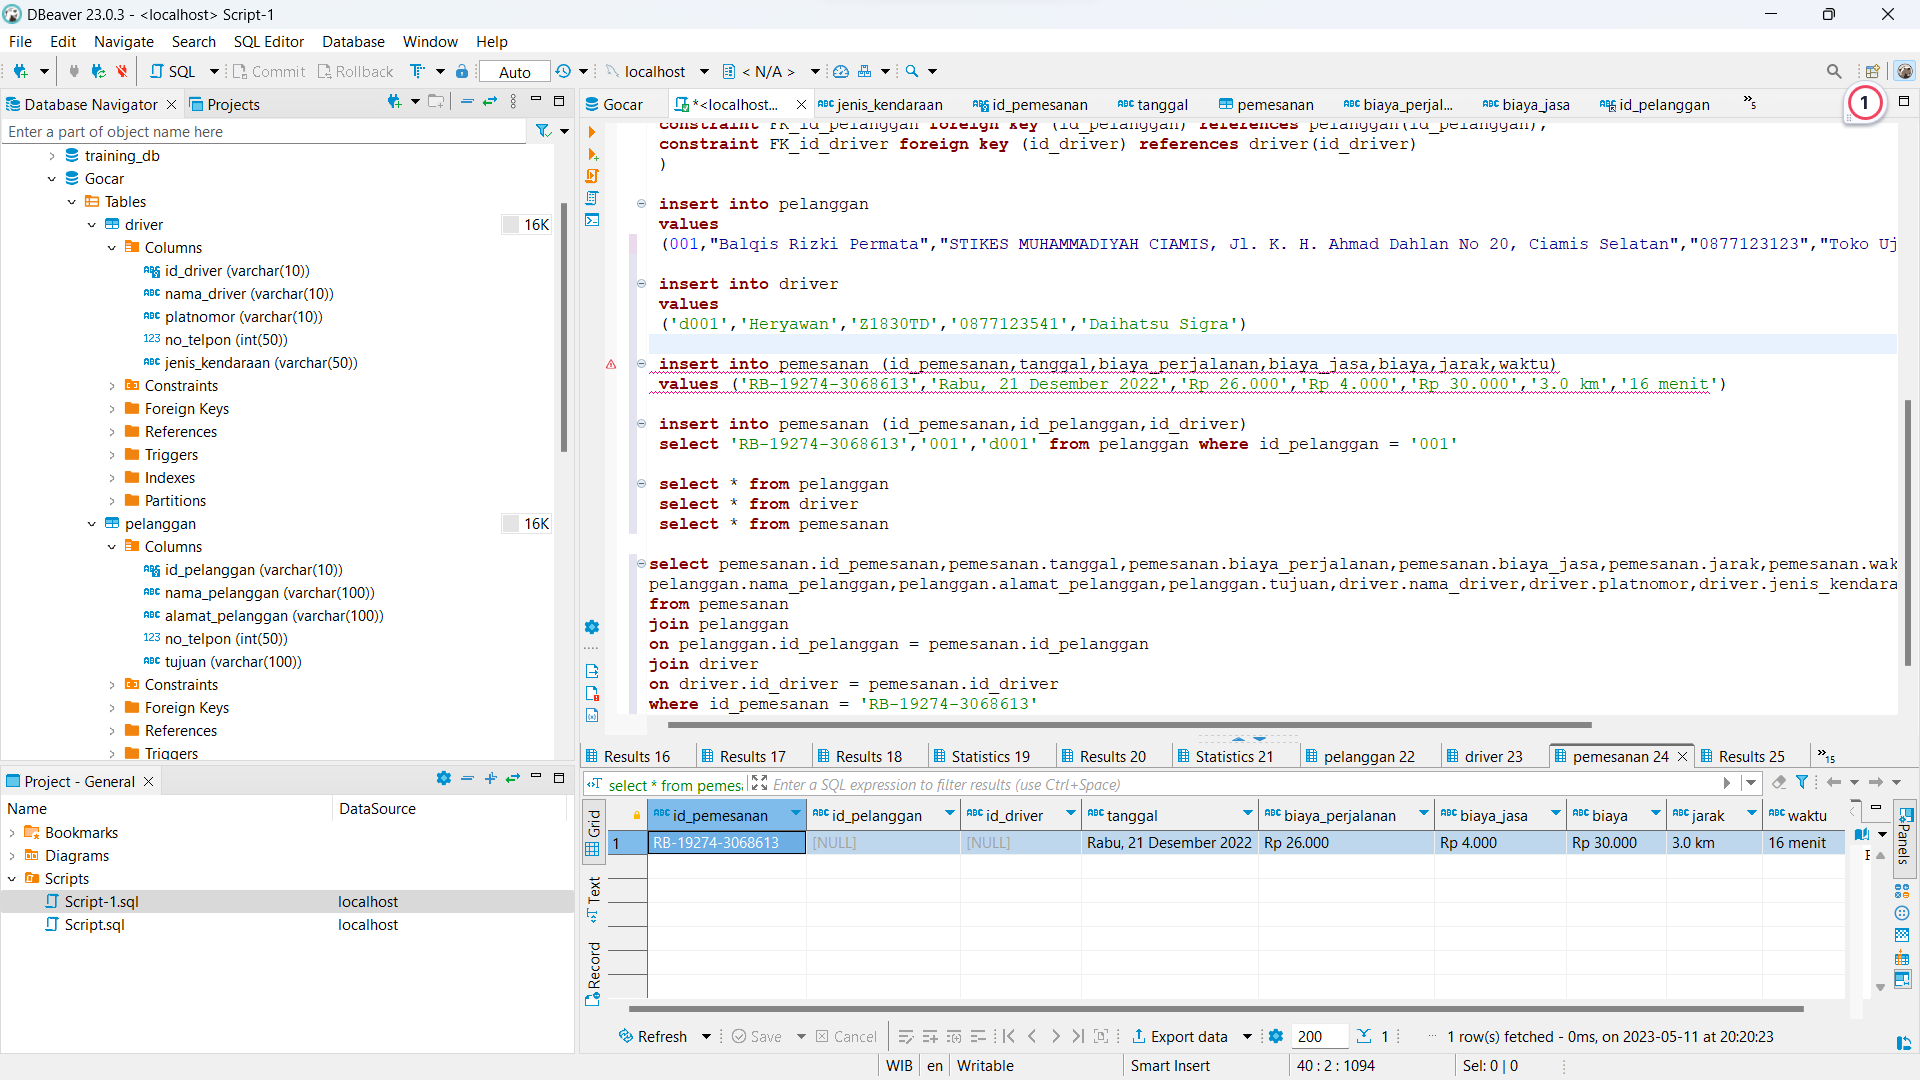 DBeaver 23.0.3 - <localhost> Script-1
File Edit Navigate Search SQL Editor Database Window Help
SQL Commit Rollback Auto localhost < N/A >
Database Navigator Projects
Enter a part of object name here
training_db
Gocar
Tables
driver 16K
Columns
id_driver (varchar(10))
nama_driver (varchar(10))
platnomor (varchar(10))
no_telpon (int(50))
jenis_kendaraan (varchar(50))
Constraints
Foreign Keys
References
Triggers
Indexes
Partitions
pelanggan 16K
Columns
id_pelanggan (varchar(10))
nama_pelanggan (varchar(100))
alamat_pelanggan (varchar(100))
no_telpon (int(50))
tujuan (varchar(100))
Constraints
Foreign Keys
References
Triggers
Project - General
Name DataSource
Bookmarks
Diagrams
Scripts
Script-1.sql localhost
Script.sql localhost
Gocar *<localhost... jenis_kendaraan id_pemesanan tanggal pemesanan biaya_perjal... biaya_jasa id_pelanggan »5 1
constraint FK_id_pelanggan foreign key (id_pelanggan) references pelanggan(id_pelanggan),
constraint FK_id_driver foreign key (id_driver) references driver(id_driver)
)
insert into pelanggan
values
(001,"Balqis Rizki Permata","STIKES MUHAMMADIYAH CIAMIS, Jl. K. H. Ahmad Dahlan No 20, Ciamis Selatan","0877123123","Toko Uj
insert into driver
values
('d001','Heryawan','Z1830TD','0877123541','Daihatsu Sigra')
insert into pemesanan (id_pemesanan,tanggal,biaya_perjalanan,biaya_jasa,biaya,jarak,waktu)
values ('RB-19274-3068613','Rabu, 21 Desember 2022','Rp 26.000','Rp 4.000','Rp 30.000','3.0 km','16 menit')
insert into pemesanan (id_pemesanan,id_pelanggan,id_driver)
select 'RB-19274-3068613','001','d001' from pelanggan where id_pelanggan = '001'
select * from pelanggan
select * from driver
select * from pemesanan
select pemesanan.id_pemesanan,pemesanan.tanggal,pemesanan.biaya_perjalanan,pemesanan.biaya_jasa,pemesanan.jarak,pemesanan.wak
pelanggan.nama_pelanggan,pelanggan.alamat_pelanggan,pelanggan.tujuan,driver.nama_driver,driver.platnomor,driver.jenis_kendara
from pemesanan
join pelanggan
on pelanggan.id_pelanggan = pemesanan.id_pelanggan
join driver
on driver.id_driver = pemesanan.id_driver
where id_pemesanan = 'RB-19274-3068613'
Results 16 Results 17 Results 18 Statistics 19 Results 20 Statistics 21 pelanggan 22 driver 23 pemesanan 24 Results 25 »15
select * from pemesa Enter a SQL expression to filter results (use Ctrl+Space)
Grid
Text
Record
id_pemesanan id_pelanggan id_driver tanggal biaya_perjalanan biaya_jasa biaya jarak waktu
1 RB-19274-3068613 [NULL] [NULL] Rabu, 21 Desember 2022 Rp 26.000 Rp 4.000 Rp 30.000 3.0 km 16 menit
Panels
Refresh Save Cancel Export data 200 1 1 row(s) fetched - 0ms, on 2023-05-11 at 20:20:23
WIB en Writable Smart Insert 40 : 2 : 1094 Sel: 0 | 0